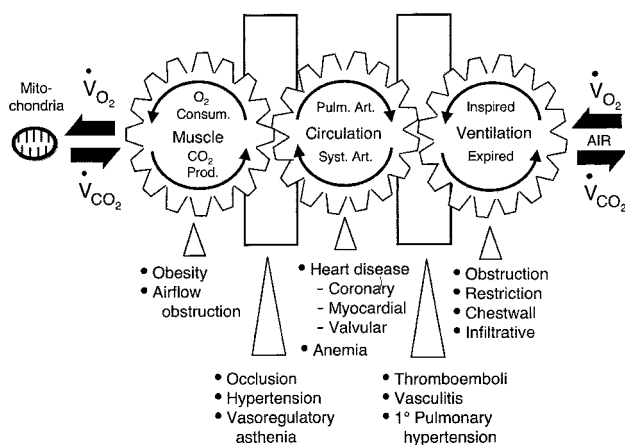 Mito-
chondria
V̇O₂
V̇CO₂
O₂
Consum.
Muscle
CO₂
Prod.
Pulm. Art.
Circulation
Syst. Art.
Inspired
Ventilation
Expired
V̇O₂
AIR
V̇CO₂
• Obesity
• Airflow
obstruction
• Heart disease
- Coronary
- Myocardial
- Valvular
• Anemia
• Obstruction
• Restriction
• Chestwall
• Infiltrative
• Occlusion
• Hypertension
• Vasoregulatory
asthenia
• Thromboemboli
• Vasculitis
• 1° Pulmonary
hypertension